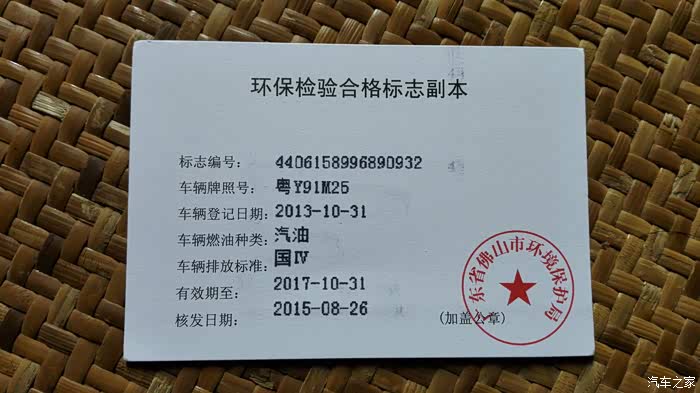 环保检验合格标志副本
标志编号： 4406158996890932
车辆牌照号： 粤Y91M25
车辆登记日期： 2013-10-31
车辆燃油种类： 汽油
车辆排放标准： 国Ⅳ
有效期至： 2017-10-31
核发日期： 2015-08-26
(加盖公章)
广东省佛山市环境保护局
汽车之家